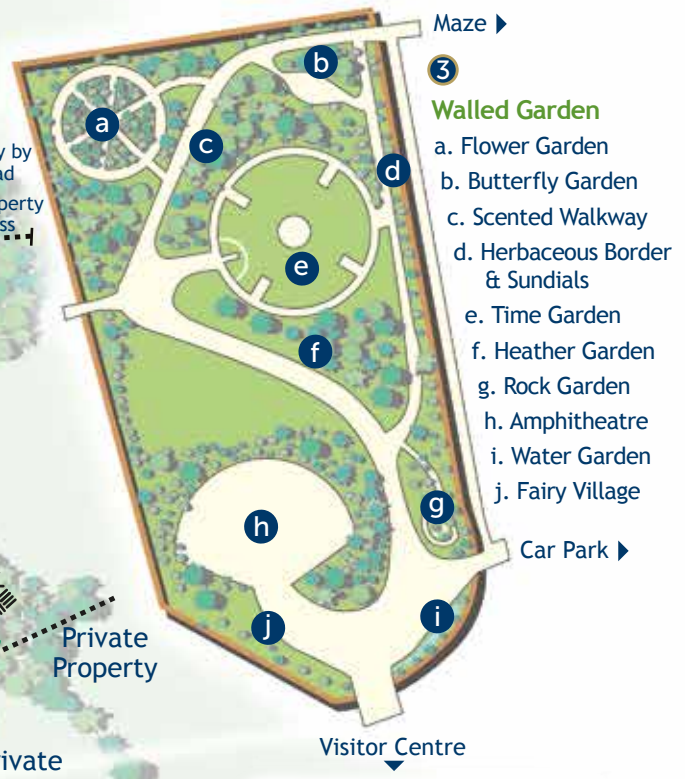 Maze
3
Walled Garden
a. Flower Garden
b. Butterfly Garden
c. Scented Walkway
d. Herbaceous Border
& Sundials
e. Time Garden
f. Heather Garden
g. Rock Garden
h. Amphitheatre
i. Water Garden
j. Fairy Village
Car Park
Visitor Centre
a
b
c
d
e
f
g
h
i
j
by
Private
Property